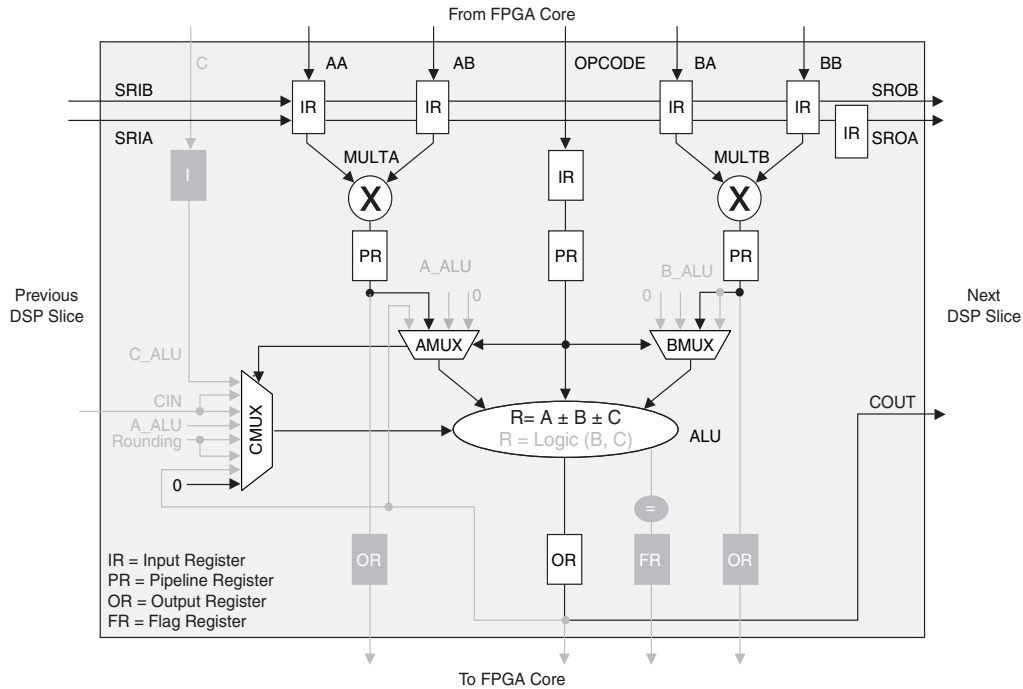 From FPGA Core
C
AA
AB
OPCODE
BA
BB
SRIB
SROB
IR
IR
IR
IR
SRIA
IR
SROA
MULTA
MULTB
I
IR
X
X
PR
PR
PR
A_ALU
B_ALU
0
0
Previous
DSP Slice
Next
DSP Slice
AMUX
BMUX
C_ALU
CIN
A_ALU
Rounding
0
CMUX
R= A ± B ± C
R = Logic (B, C)
ALU
COUT
=
OR
OR
FR
OR
IR = Input Register
PR = Pipeline Register
OR = Output Register
FR = Flag Register
To FPGA Core